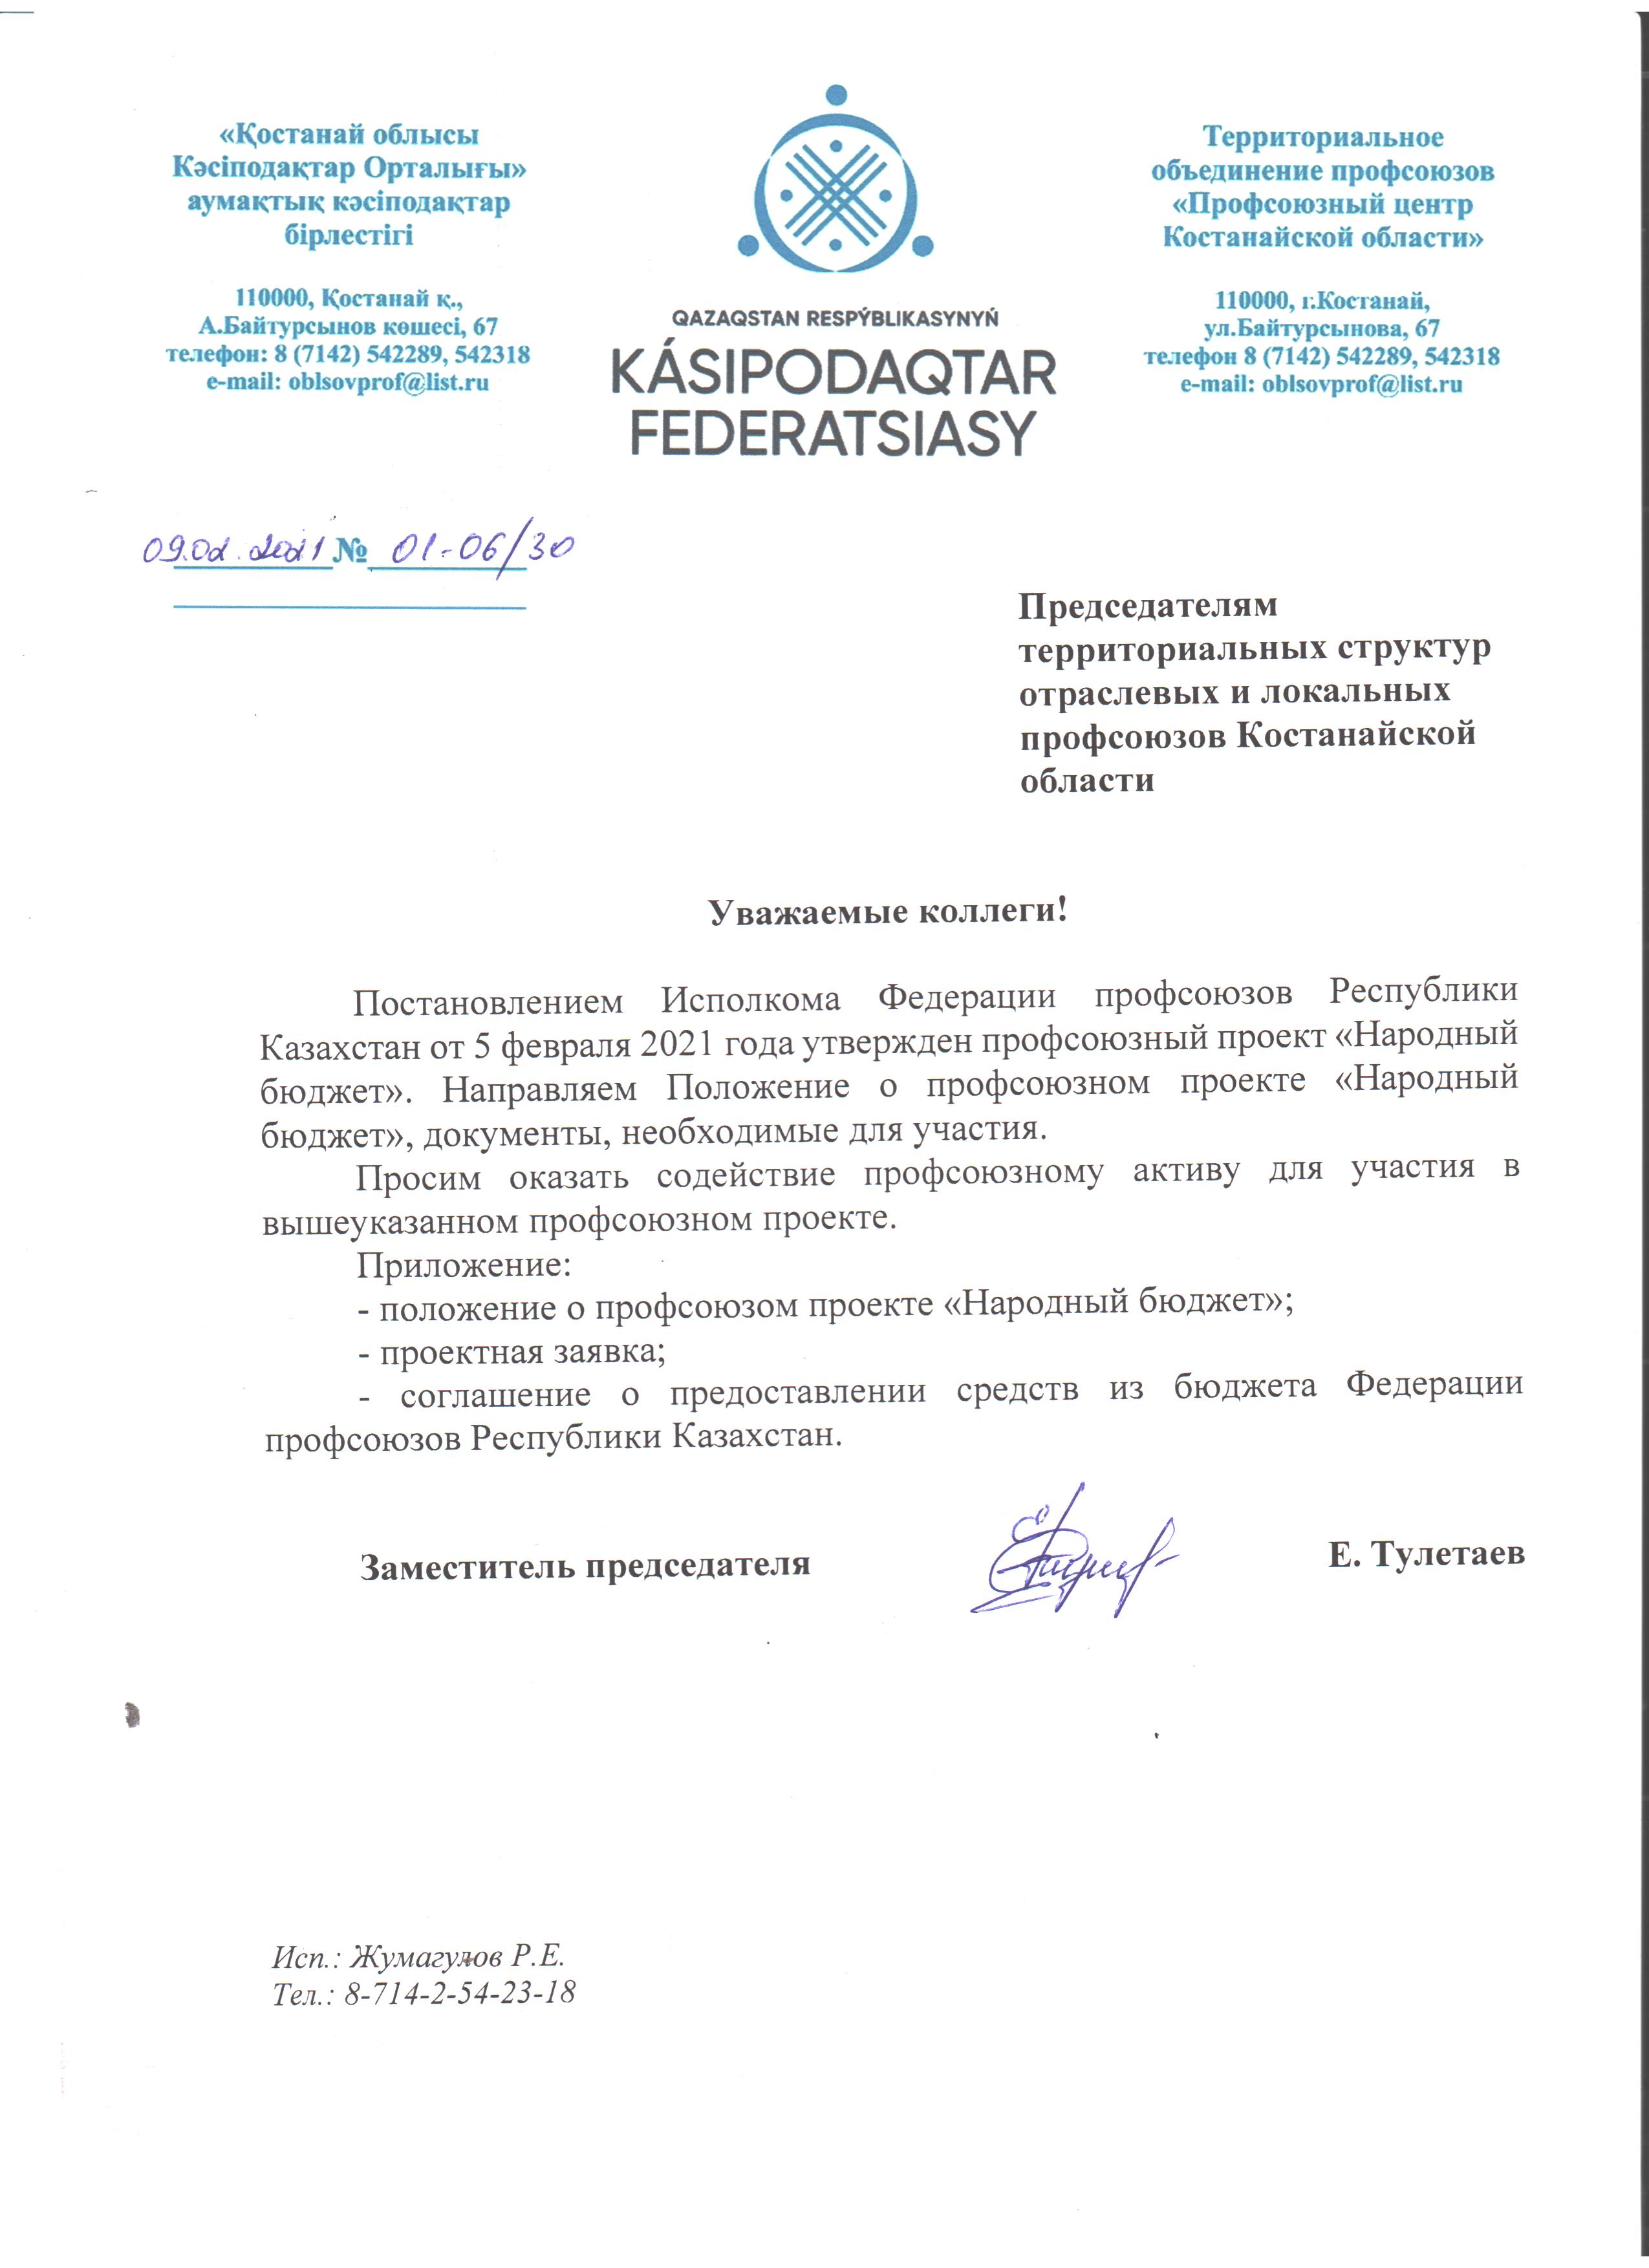 «Қостанай облысы
Кәсіподақтар Орталығы»
аумақтық кәсіподақтар
бірлестігі
110000, Қостанай қ.,
А.Байтурсынов көшесі, 67
телефон: 8 (7142) 542289, 542318
e-mail: oblsovprof@list.ru
QAZAQSTAN RESPÝBLIKASYNYŃ
KÁSIPODAQTAR
FEDERATSIASY
Территориальное
объединение профсоюзов
«Профсоюзный центр
Костанайской области»
110000, г.Костанай,
ул.Байтурсынова, 67
телефон 8 (7142) 542289, 542318
e-mail: oblsovprof@list.ru
09.02.2021 № 01-06/30
Председателям
территориальных структур
отраслевых и локальных
профсоюзов Костанайской
области
Уважаемые коллеги!
Постановлением Исполкома Федерации профсоюзов Республики
Казахстан от 5 февраля 2021 года утвержден профсоюзный проект «Народный
бюджет». Направляем Положение о профсоюзном проекте «Народный
бюджет», документы, необходимые для участия.
Просим оказать содействие профсоюзному активу для участия в
вышеуказанном профсоюзном проекте.
Приложение:
- положение о профсоюзом проекте «Народный бюджет»;
- проектная заявка;
- соглашение о предоставлении средств из бюджета Федерации
профсоюзов Республики Казахстан.
Заместитель председателя Е. Тулетаев
Исп.: Жумагулов Р.Е.
Тел.: 8-714-2-54-23-18